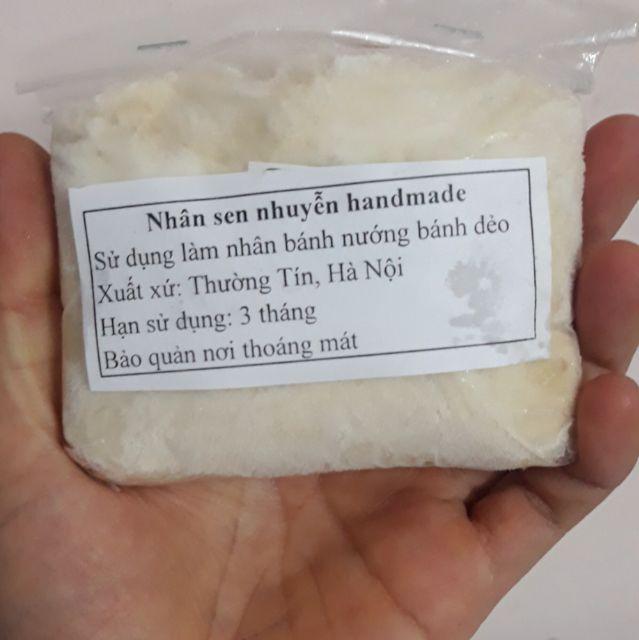 Nhân sen nhuyễn handmade
Sử dụng làm nhân bánh nướng bánh dẻo
Xuất xứ: Thường Tín, Hà Nội
Hạn sử dụng: 3 tháng
Bảo quản nơi thoáng mát